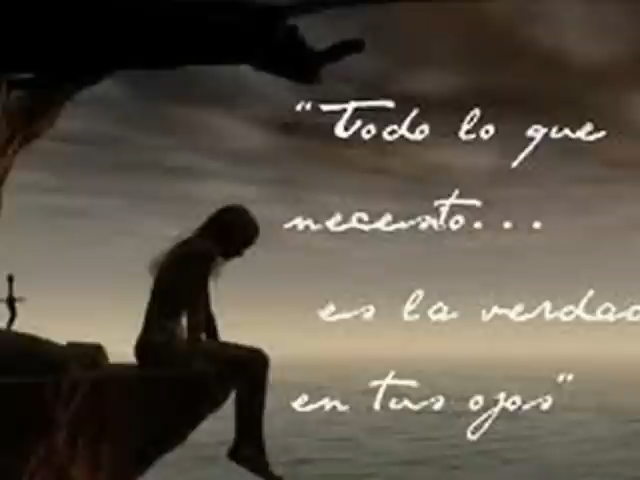 "Todo lo que
necesito...
es la verdad
en tus ojos"